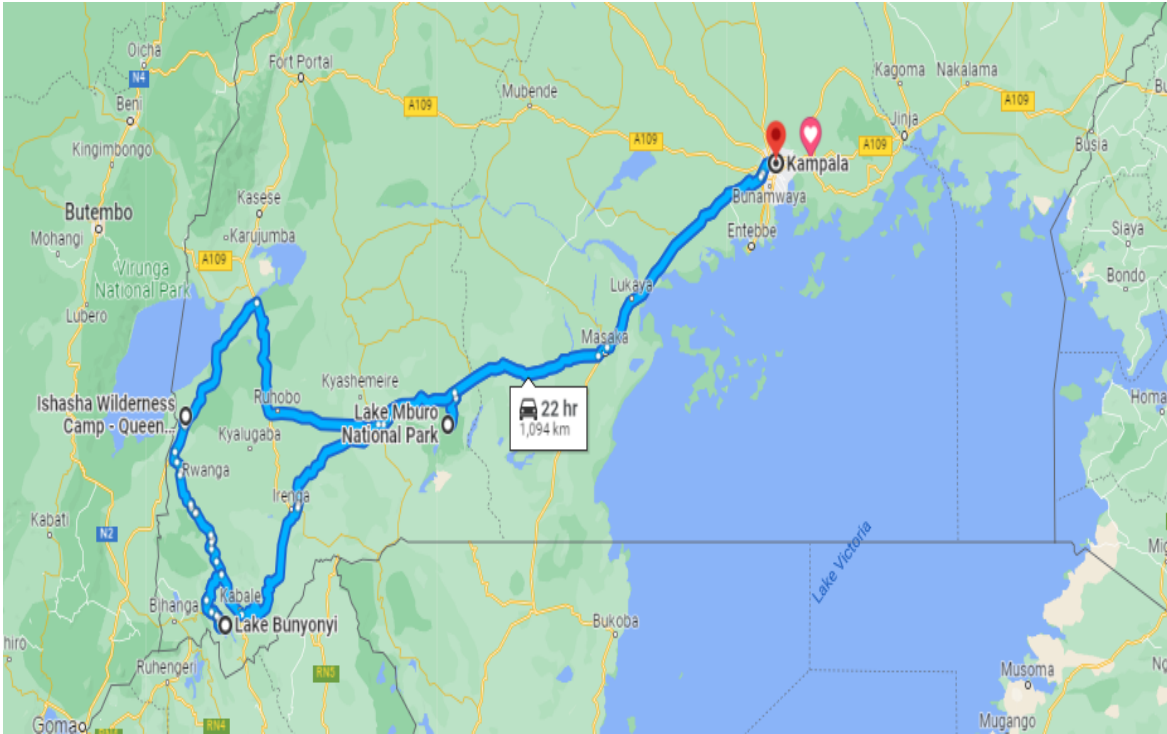 Oicha
N4
Beni
Kingimbongo
Butembo
Mohangi
Virunga
National Park
Lubero
Fort Portal
A109
Mubende
Kasese
Karujumba
A109
A109
Kagoma
Nakalama
A109
Jinja
A109
Busia
Kampala
Bunamwaya
Entebbe
Siaya
Bondo
Lukaya
Masaka
Kyashemeire
Ruhobo
Ishasha Wilderness
Camp - Queen...
Kyalugaba
Lake Mburo
National Park
22 hr
1,094 km
Homa
Rwanga
Irenga
Kabati
N2
Kabale
Bihanga
Lake Bunyonyi
Lake Victoria
Bukoba
hiro
Ruhengeri
RN5
Musoma
Goma
RN4
Mugango